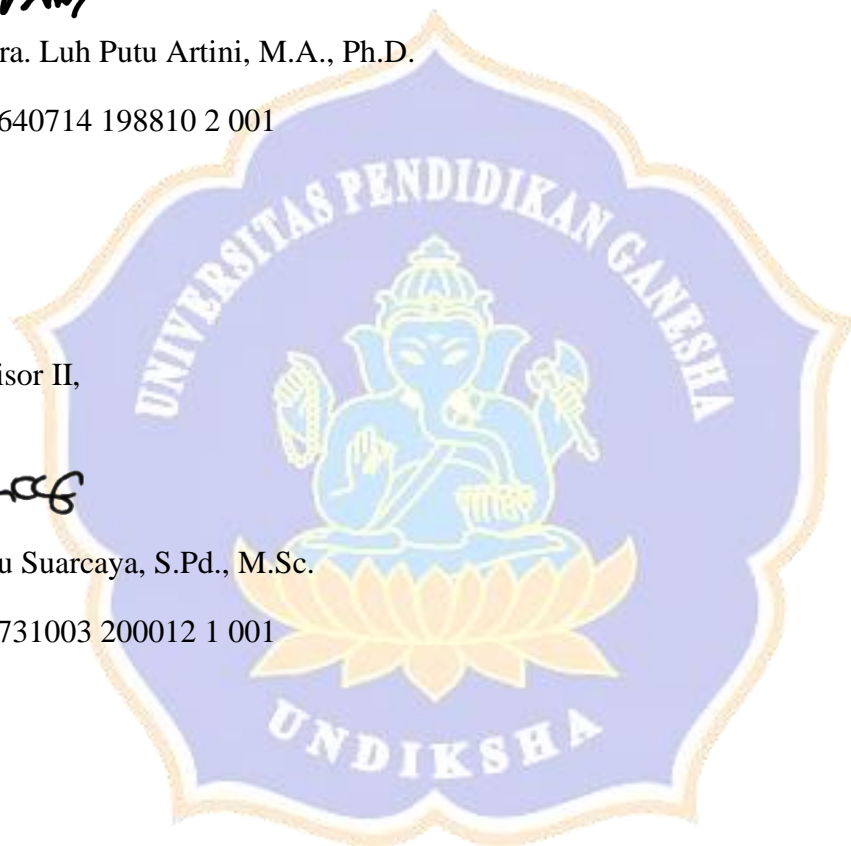 ra. Luh Putu Artini, M.A., Ph.D.
640714 198810 2 001
UNIVERSITAS PENDIDIKAN GANESHA
isor II,
u Suarcaya, S.Pd., M.Sc.
731003 200012 1 001
UNDIKSHA